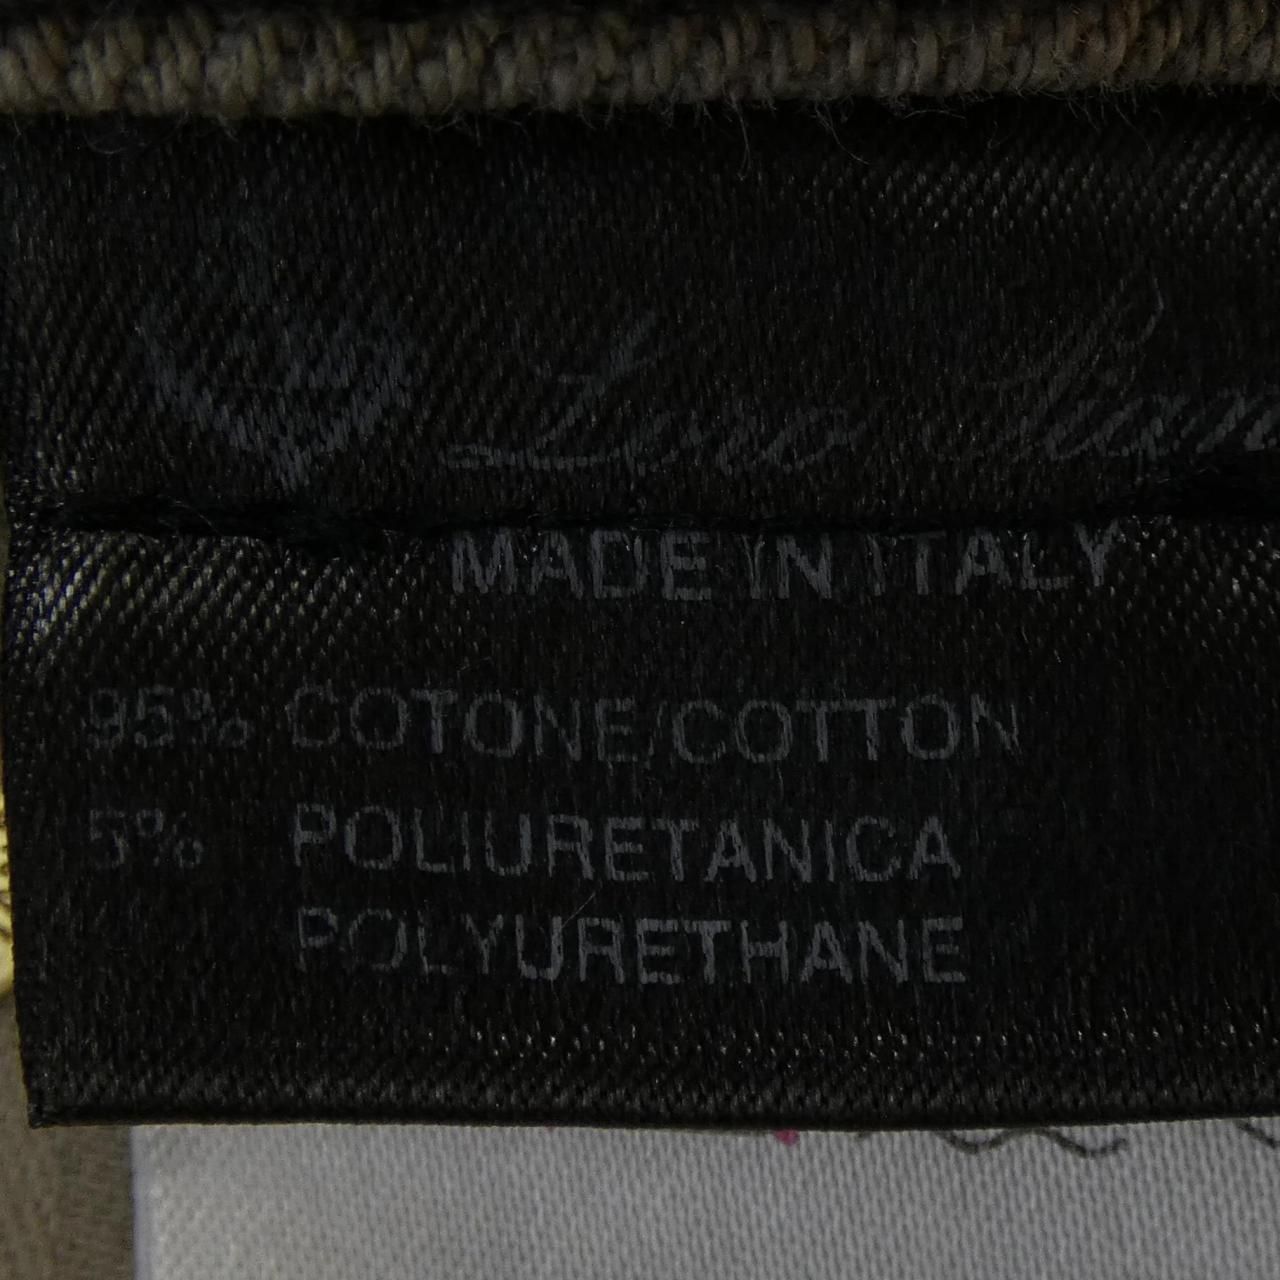 MADE IN ITALY
95% COTONE/COTTON
5% POLIURETANICA
POLYURETHANE